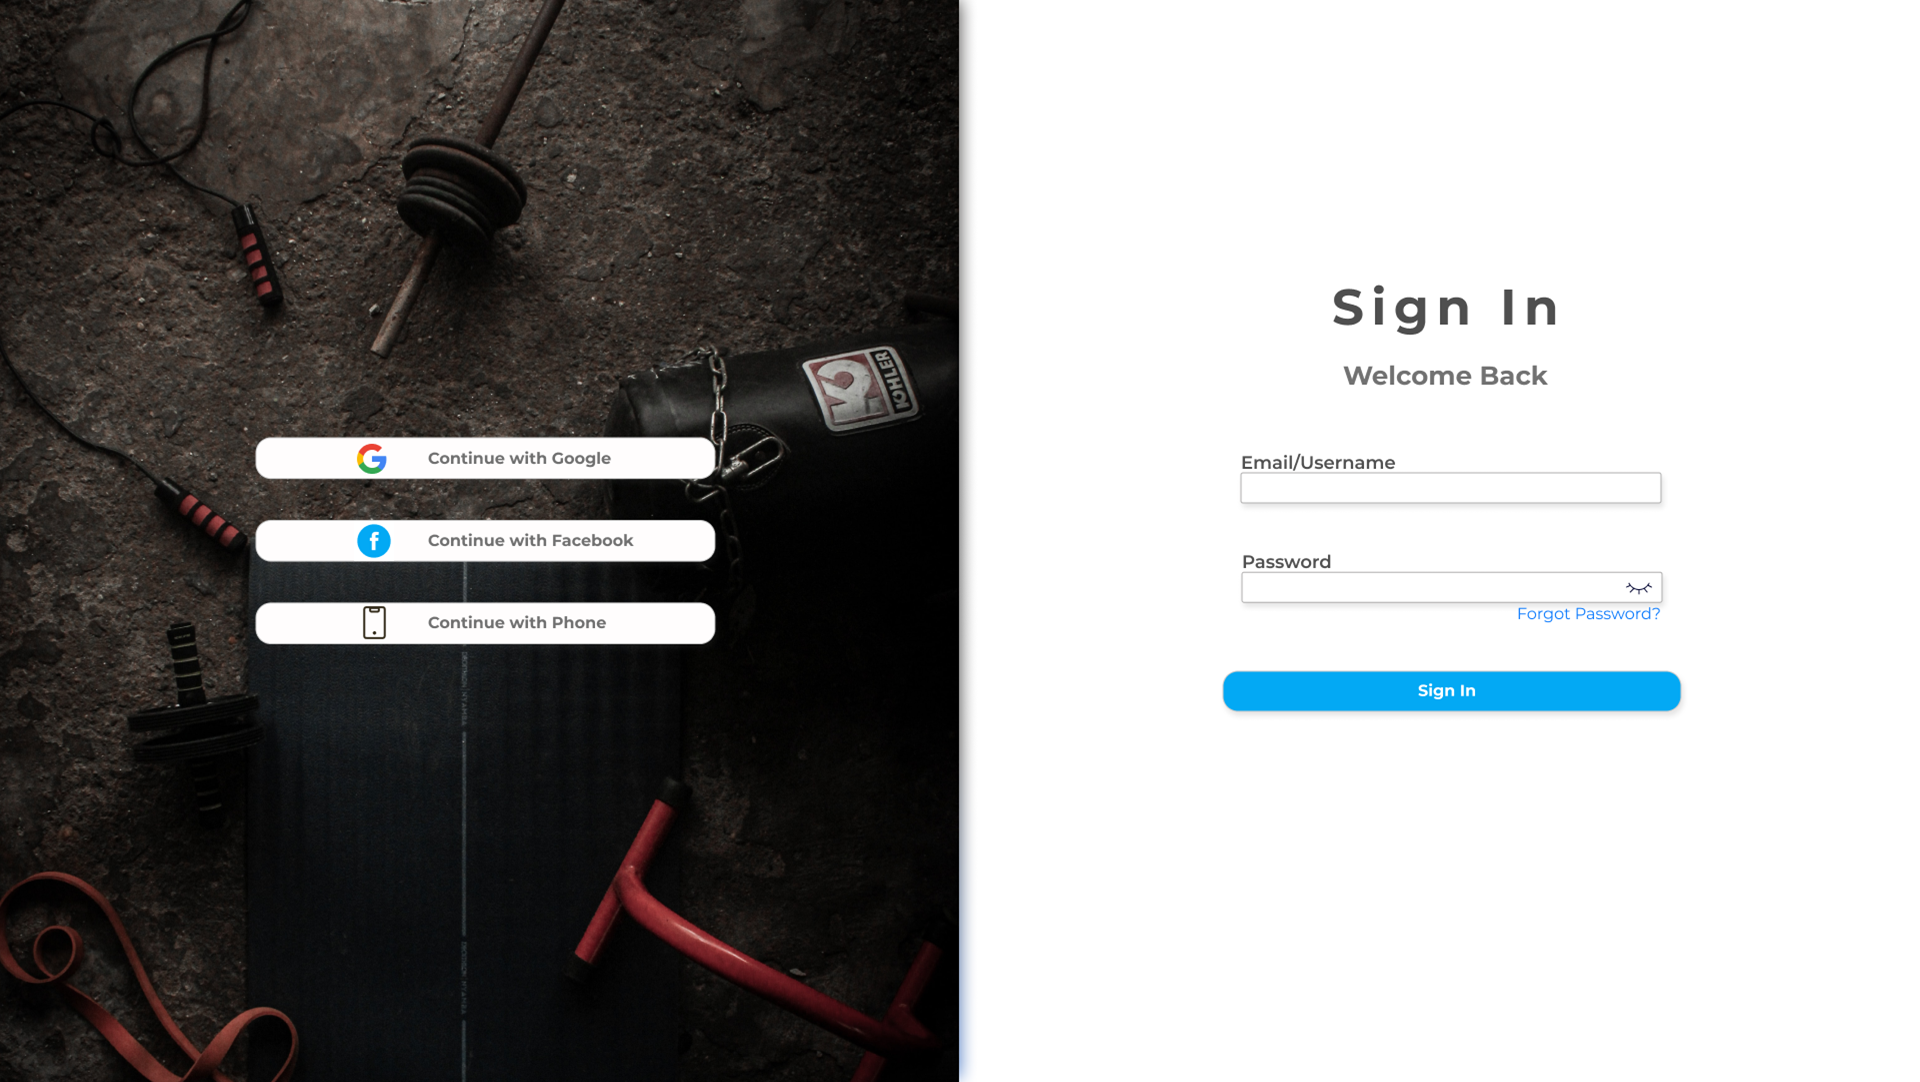 KOHLER
Continue with Google
Continue with Facebook
Continue with Phone
Sign In
Welcome Back
Email/Username
Password
Forgot Password?
Sign In